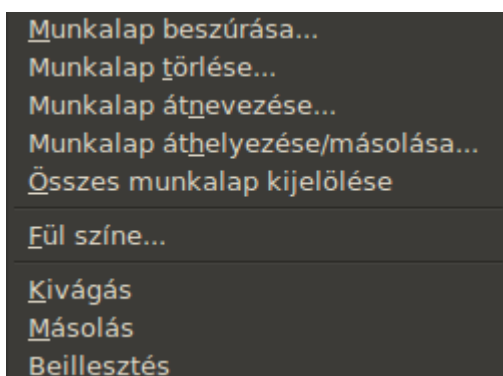 Munkalap beszúrása...
Munkalap törlése...
Munkalap átnevezése...
Munkalap áthelyezése/másolása...
Összes munkalap kijelölése
Fül színe...
Kivágás
Másolás
Beillesztés